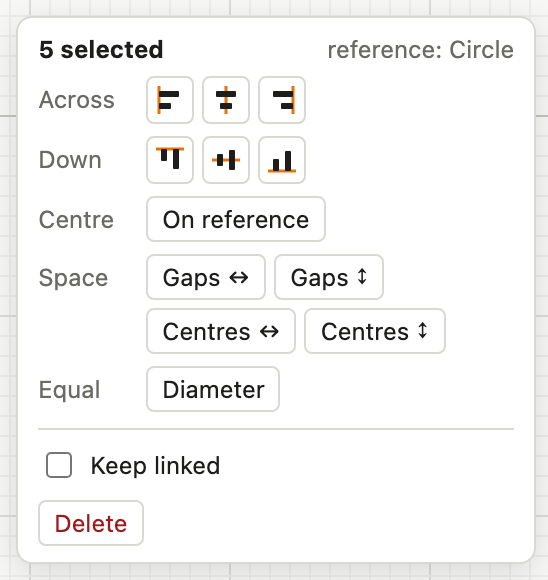 5 selected reference: Circle
Across
Down
Centre On reference
Space Gaps ↔ Gaps ↕
Centres ↔ Centres ↕
Equal Diameter
Keep linked
Delete